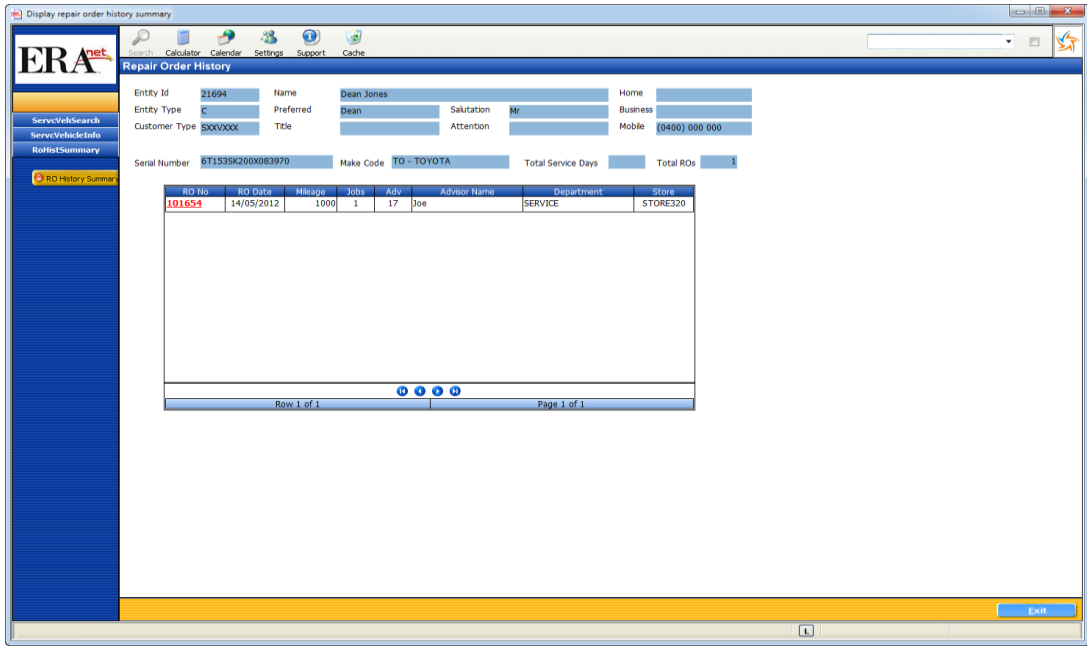 Display repair order history summary
ERAnet
Search Calculator Calendar Settings Support Cache
Repair Order History
ServcVehSearch
ServcVehicleInfo
RoHistSummary
RO History Summary
Entity Id 21694 Name Dean Jones Home
Entity Type C Preferred Dean Salutation Mr Business
Customer Type SXXVXXX Title Attention Mobile (0400) 000 000
Serial Number 6T153SK200X083970 Make Code TO - TOYOTA Total Service Days Total ROs 1
RO No RO Date Mileage Jobs Adv Advisor Name Department Store
101654 14/05/2012 1000 1 17 Joe SERVICE STORE320
Row 1 of 1 Page 1 of 1
Exit
L